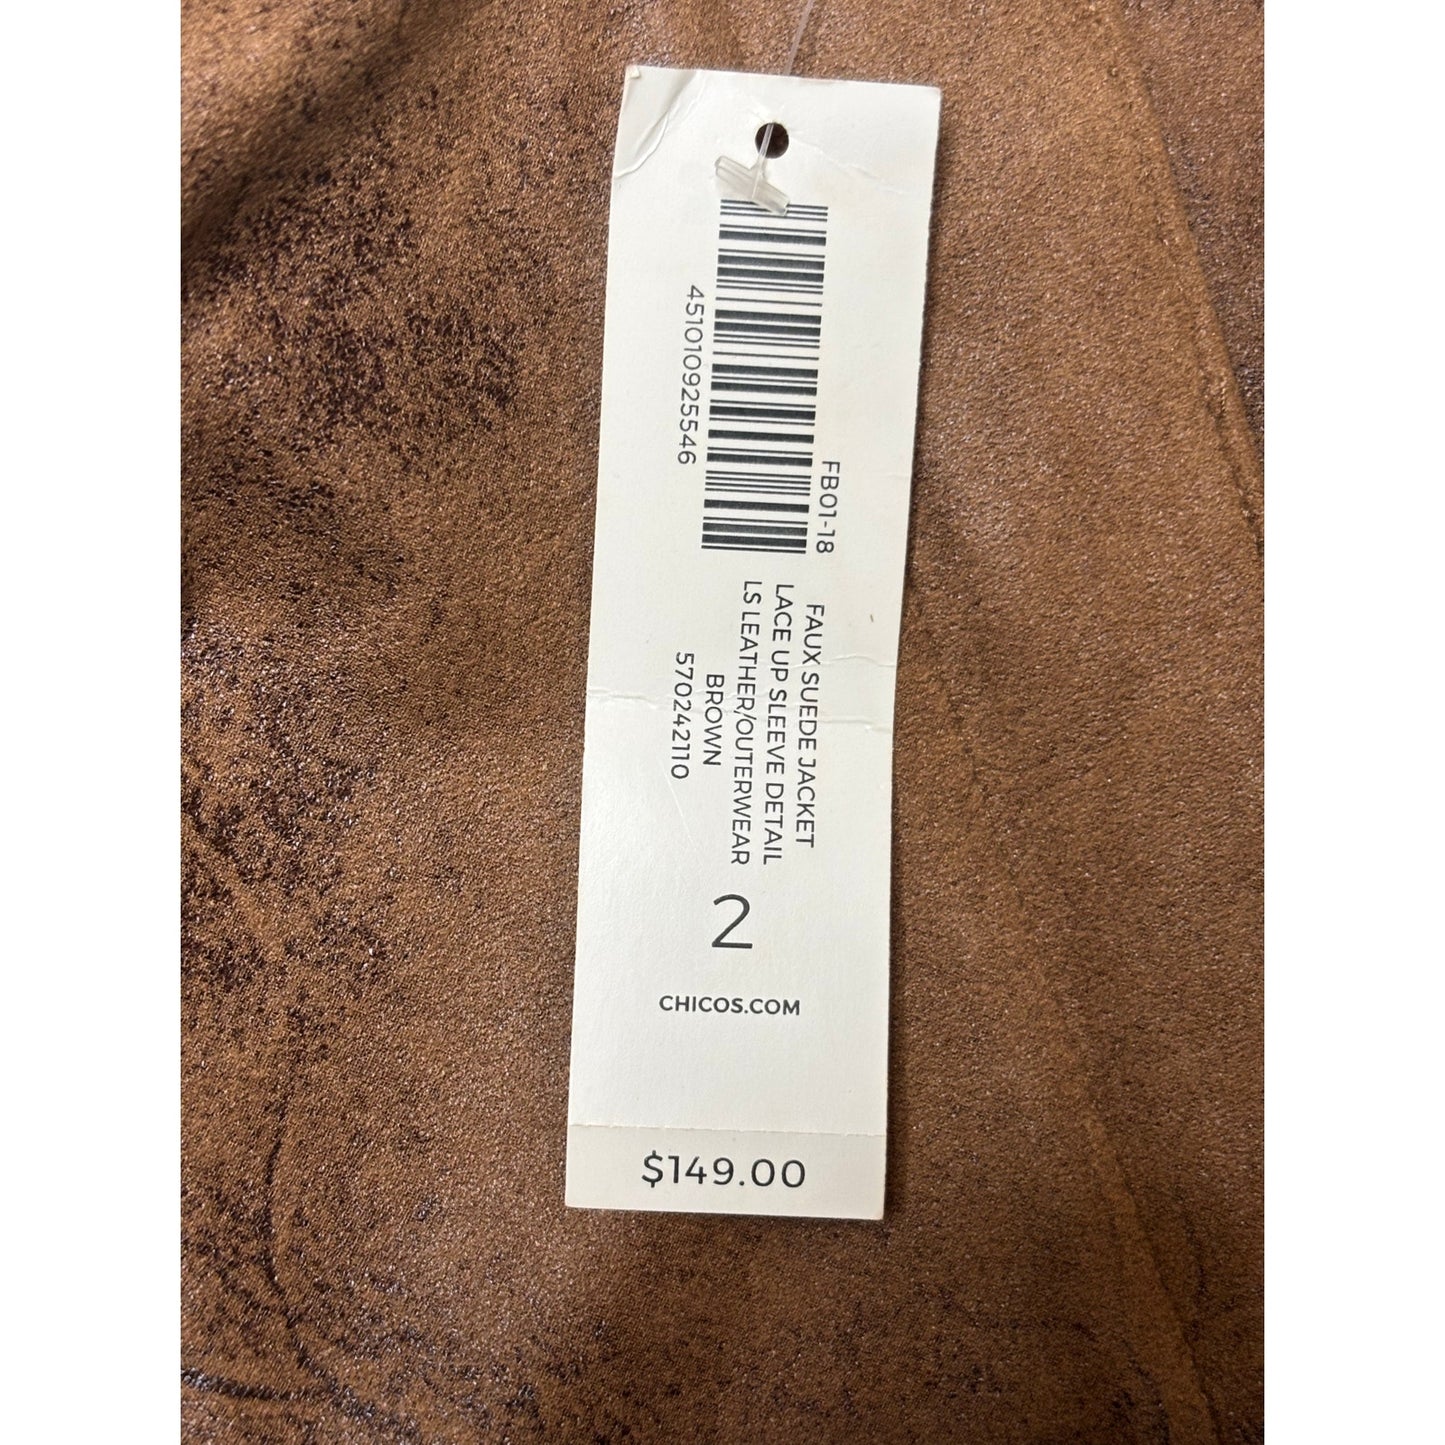 451010925546
FB01-18
FAUX SUEDE JACKET
LACE UP SLEEVE DETAIL
LS LEATHER/OUTERWEAR
BROWN
570242110
2
CHICOS.COM
$149.00